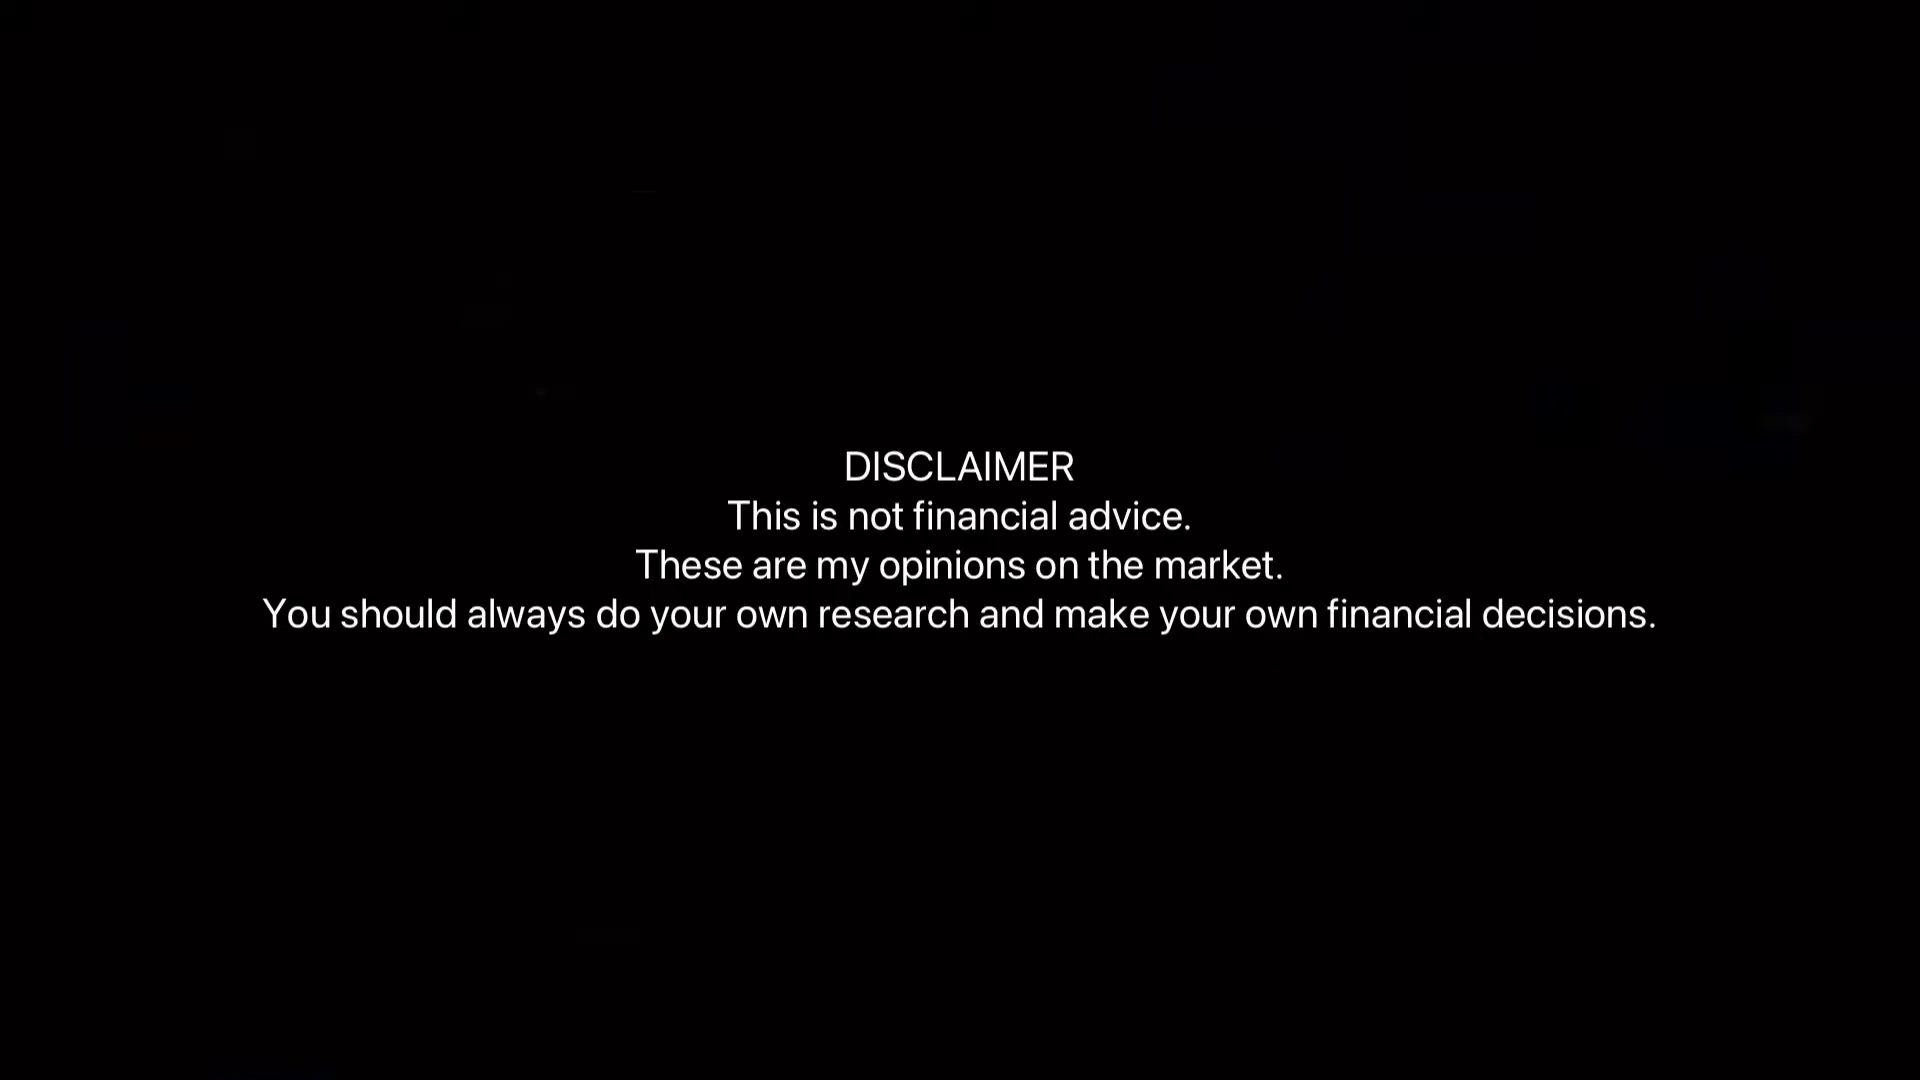 DISCLAIMER
This is not financial advice.
These are my opinions on the market.
You should always do your own research and make your own financial decisions.